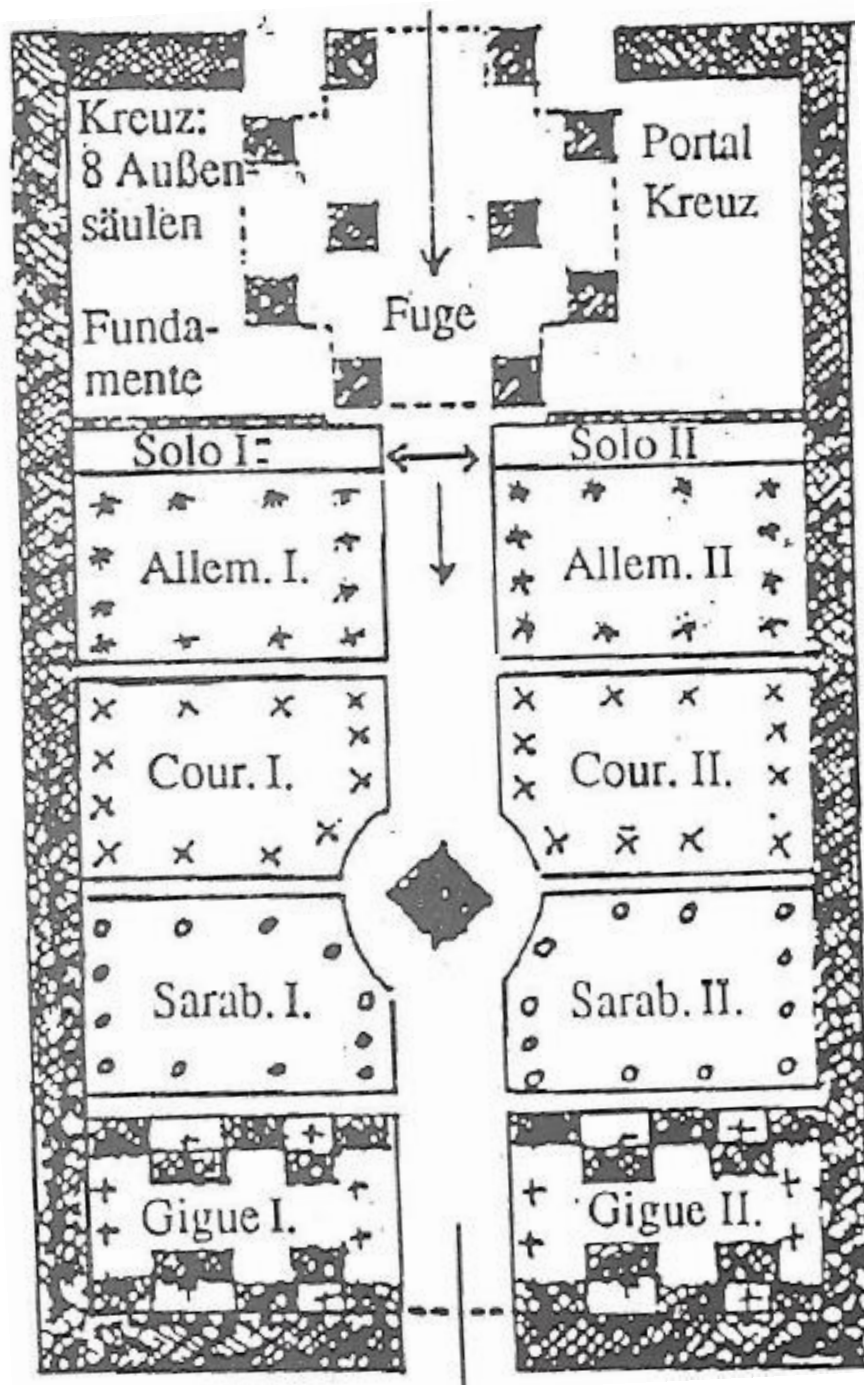 Kreuz:
8 Außen-
säulen
Portal
Kreuz
Funda-
mente
Fuge
Solo I-
Solo II
Allem. I.
Allem. II
Cour. I.
Cour. II.
Sarab. I.
Sarab. II.
Gigue I.
Gigue II.